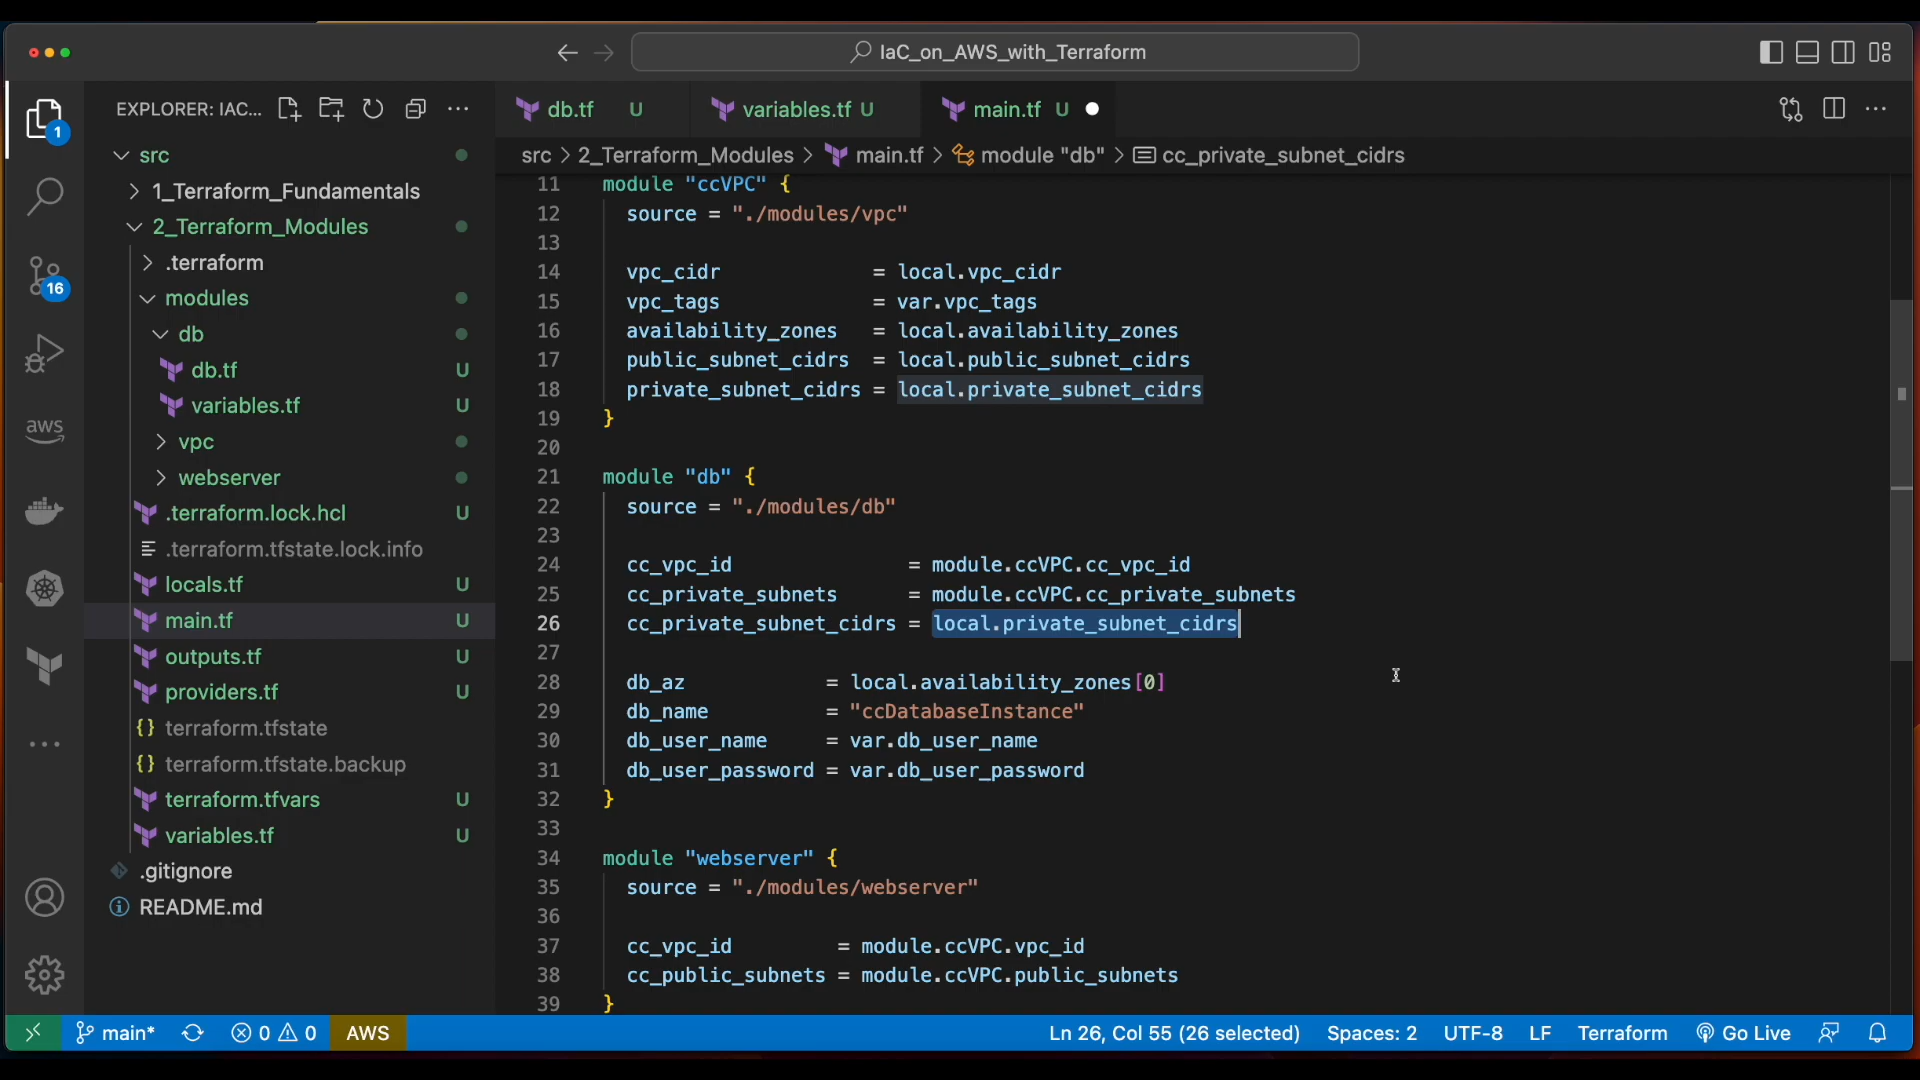 IaC_on_AWS_with_Terraform
EXPLORER: IAC...
db.tf U
variables.tf U
main.tf U
src > 2_Terraform_Modules > main.tf > module "db" > cc_private_subnet_cidrs
1
16
aws
src
1_Terraform_Fundamentals
2_Terraform_Modules
.terraform
modules
db
db.tf U
variables.tf U
vpc
webserver
.terraform.lock.hcl U
.terraform.tfstate.lock.info
locals.tf U
main.tf U
outputs.tf U
providers.tf U
{} terraform.tfstate
{} terraform.tfstate.backup
terraform.tfvars U
variables.tf U
.gitignore
README.md
11 module "ccVPC" {
12 source = "./modules/vpc"
13
14 vpc_cidr = local.vpc_cidr
15 vpc_tags = var.vpc_tags
16 availability_zones = local.availability_zones
17 public_subnet_cidrs = local.public_subnet_cidrs
18 private_subnet_cidrs = local.private_subnet_cidrs
19 }
20
21 module "db" {
22 source = "./modules/db"
23
24 cc_vpc_id = module.ccVPC.cc_vpc_id
25 cc_private_subnets = module.ccVPC.cc_private_subnets
26 cc_private_subnet_cidrs = local.private_subnet_cidrs
27
28 db_az = local.availability_zones[0]
29 db_name = "ccDatabaseInstance"
30 db_user_name = var.db_user_name
31 db_user_password = var.db_user_password
32 }
33
34 module "webserver" {
35 source = "./modules/webserver"
36
37 cc_vpc_id = module.ccVPC.vpc_id
38 cc_public_subnets = module.ccVPC.public_subnets
39 }
main* 0 0 AWS Ln 26, Col 55 (26 selected) Spaces: 2 UTF-8 LF Terraform Go Live